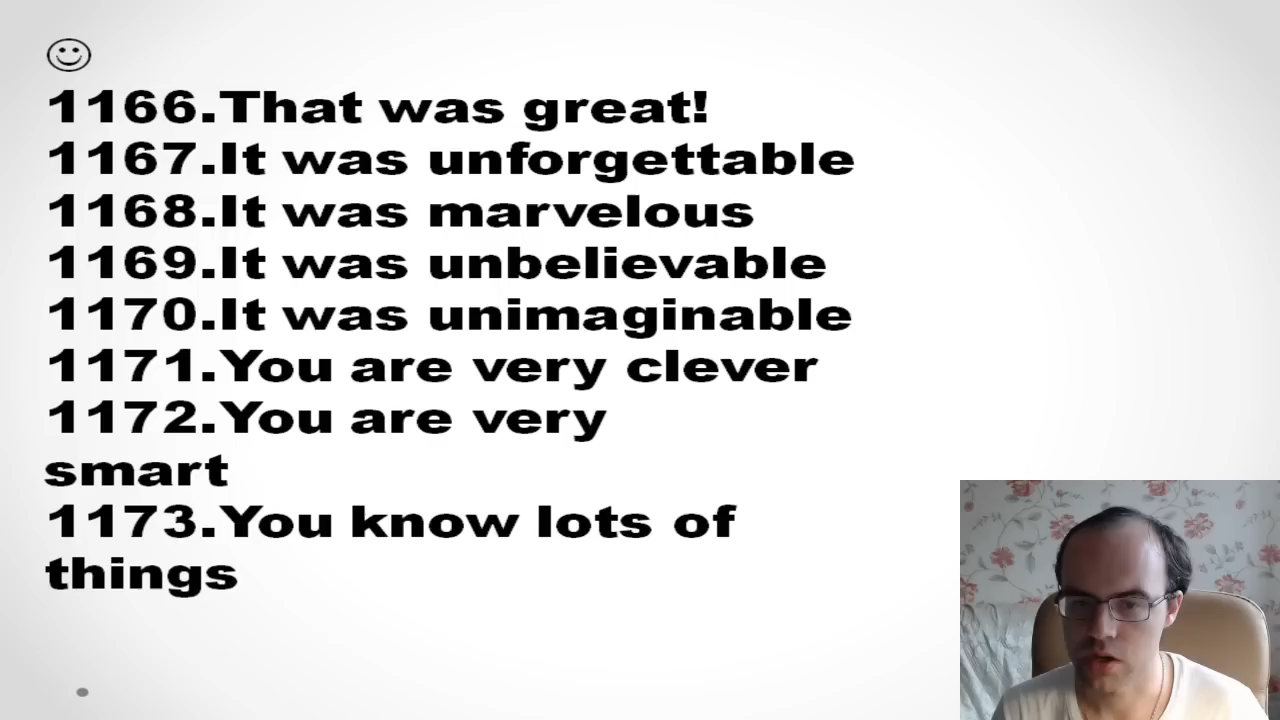 1166.That was great!
1167.It was unforgettable
1168.It was marvelous
1169.It was unbelievable
1170.It was unimaginable
1171.You are very clever
1172.You are very
smart
1173.You know lots of
things